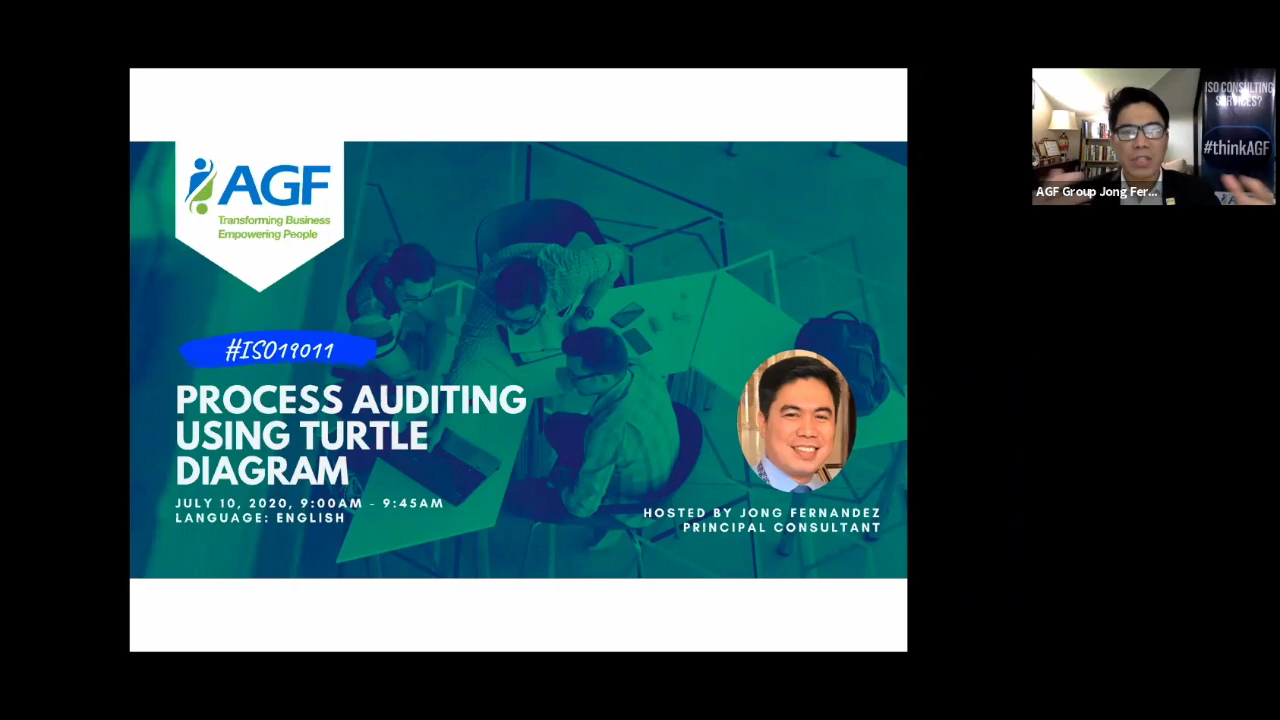 AGF
Transforming Business
Empowering People
#ISO19011
PROCESS AUDITING
USING TURTLE
DIAGRAM
JULY 10, 2020, 9:00AM - 9:45AM
LANGUAGE: ENGLISH
HOSTED BY JONG FERNANDEZ
PRINCIPAL CONSULTANT
ISO CONSULTING
SERVICES?
#thinkAGF
AGF Group Jong Fer...